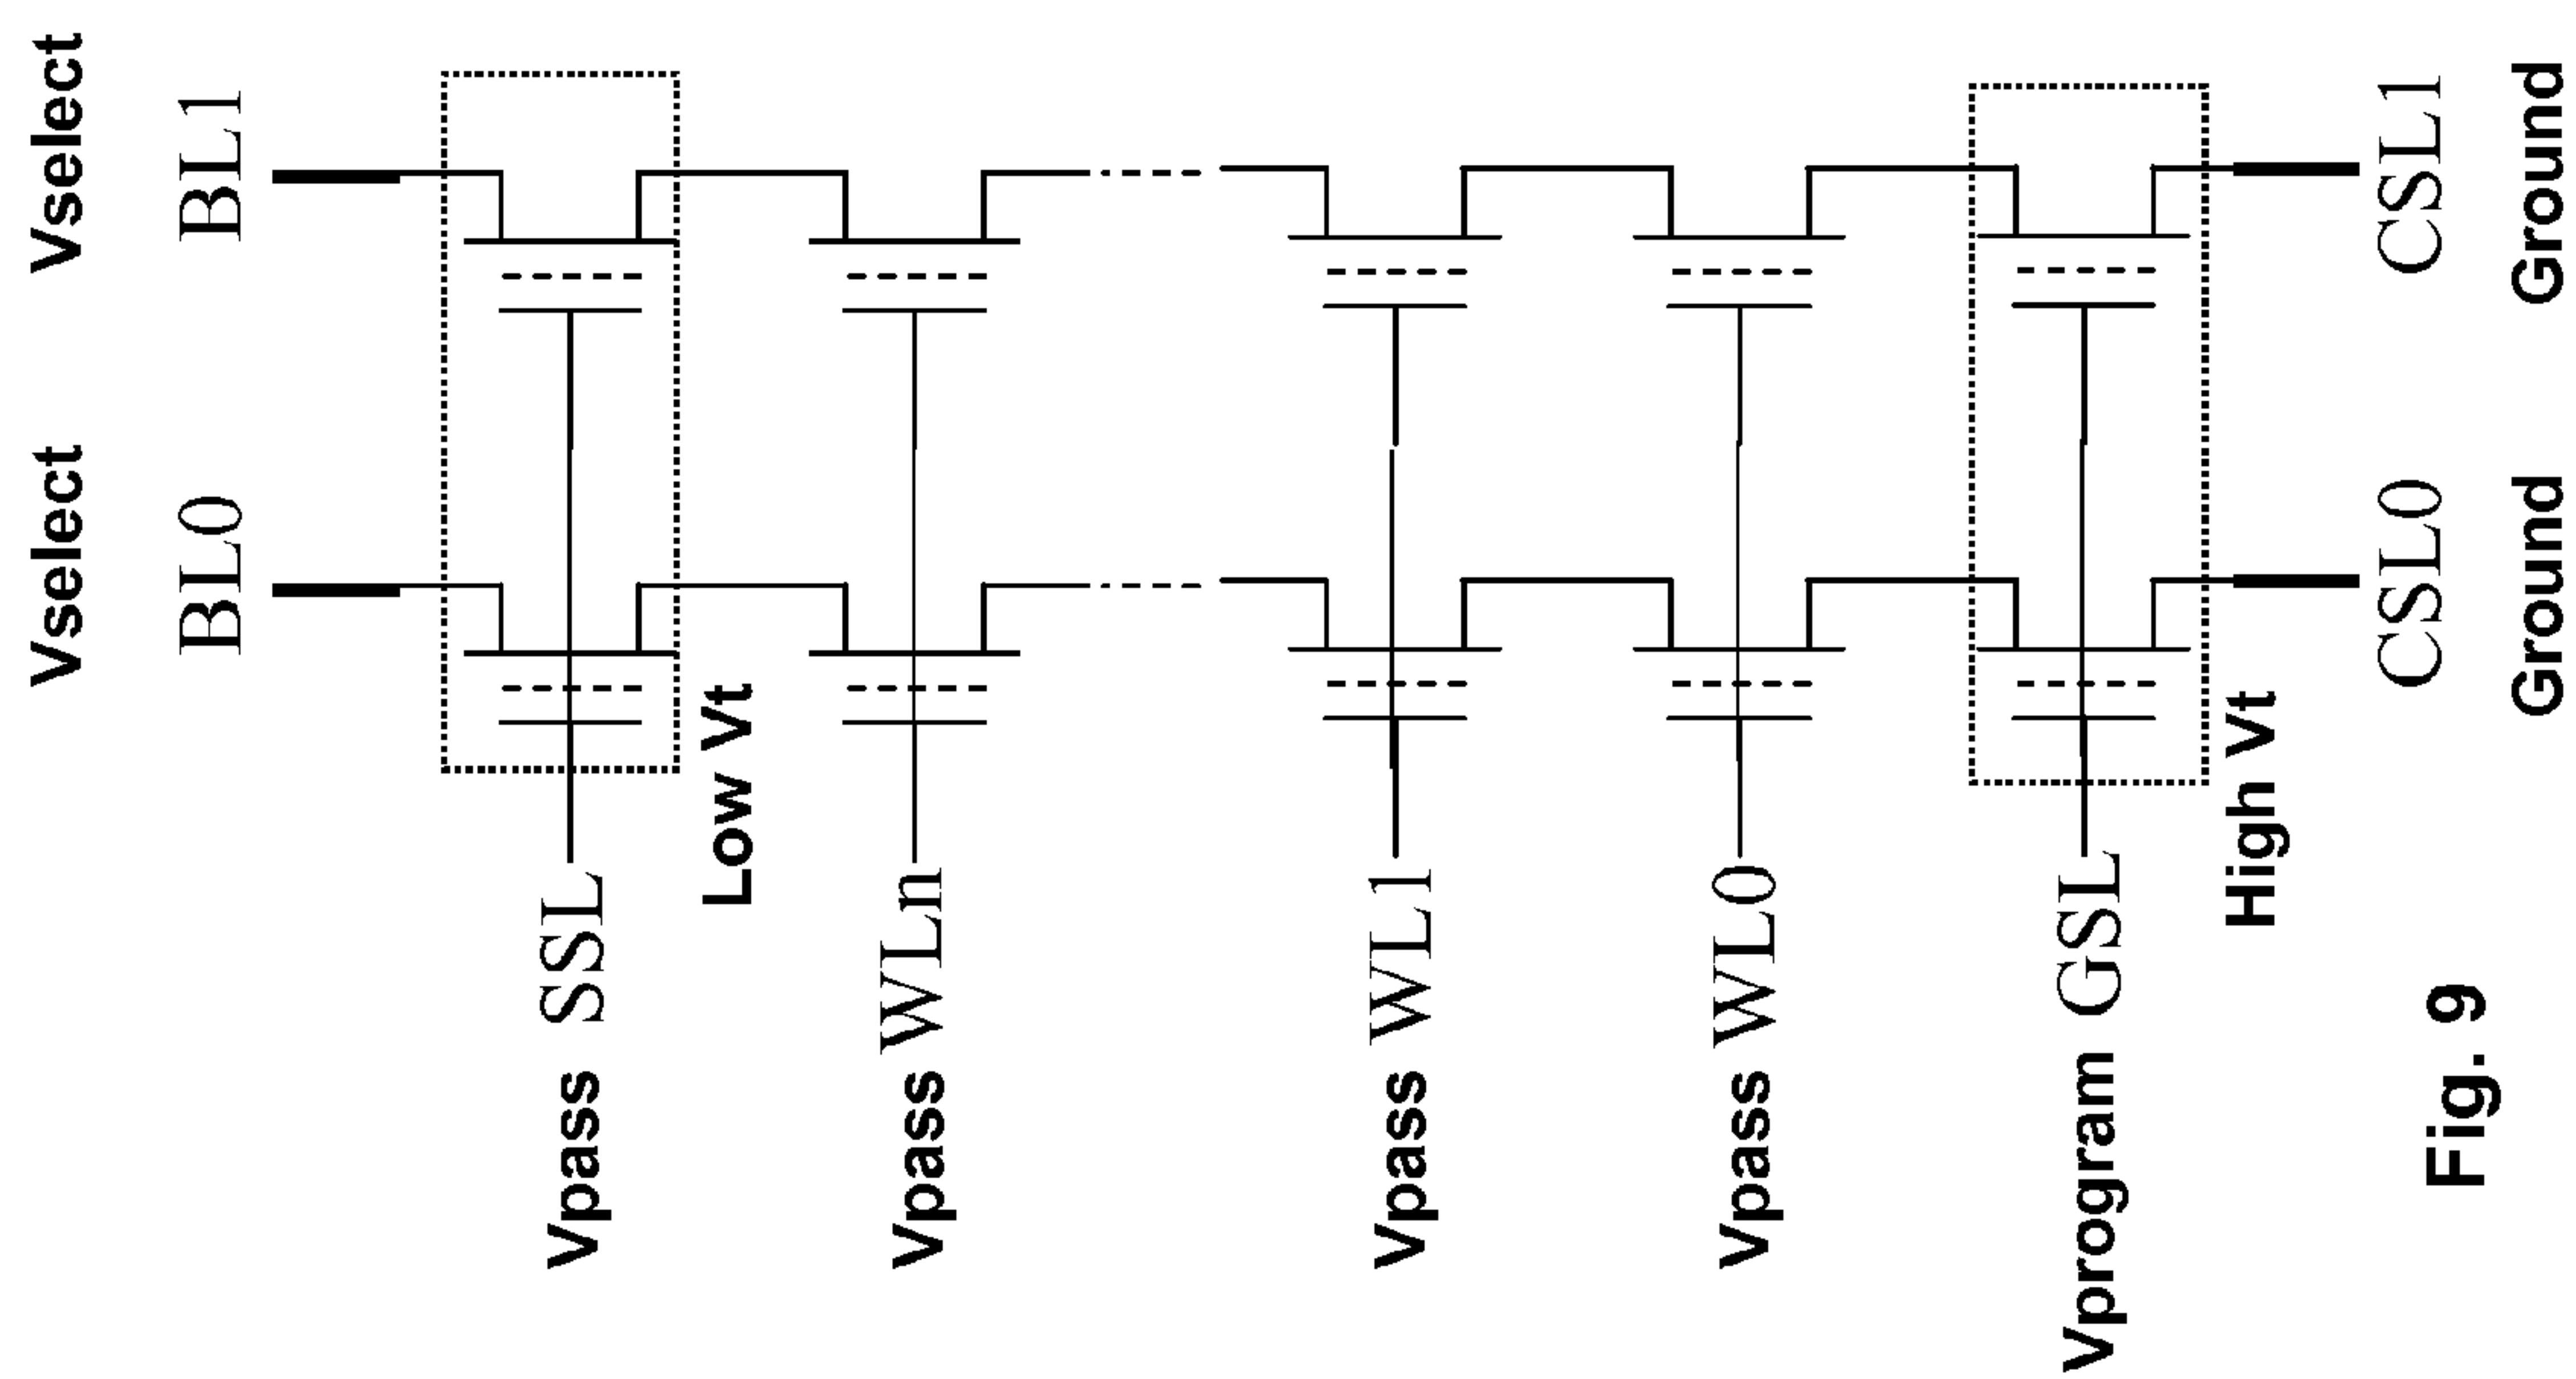 Vselect Vselect
BL0 BL1
Vpass SSL
Low Vt
Vpass WLn
Vpass WL1
Vpass WL0
Vprogram GSL
High Vt
CSL0 CSL1
Ground Ground
Fig. 9